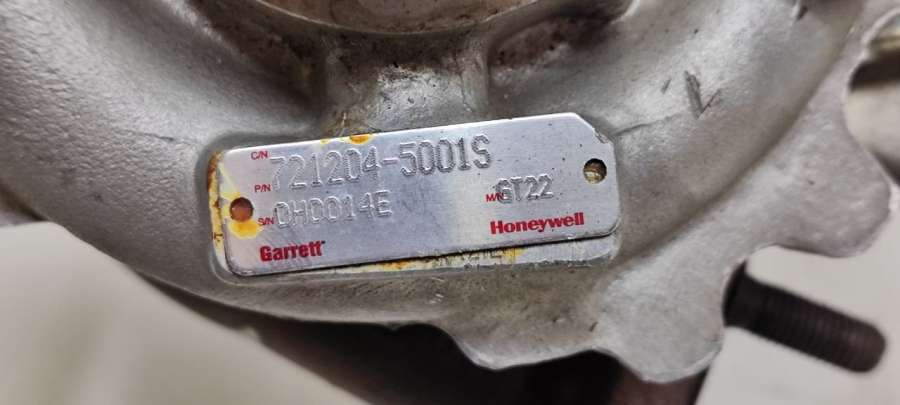 C/N
P/N 721204-5001S
S/N 0HD014E M/N GT22
Garrett Honeywell